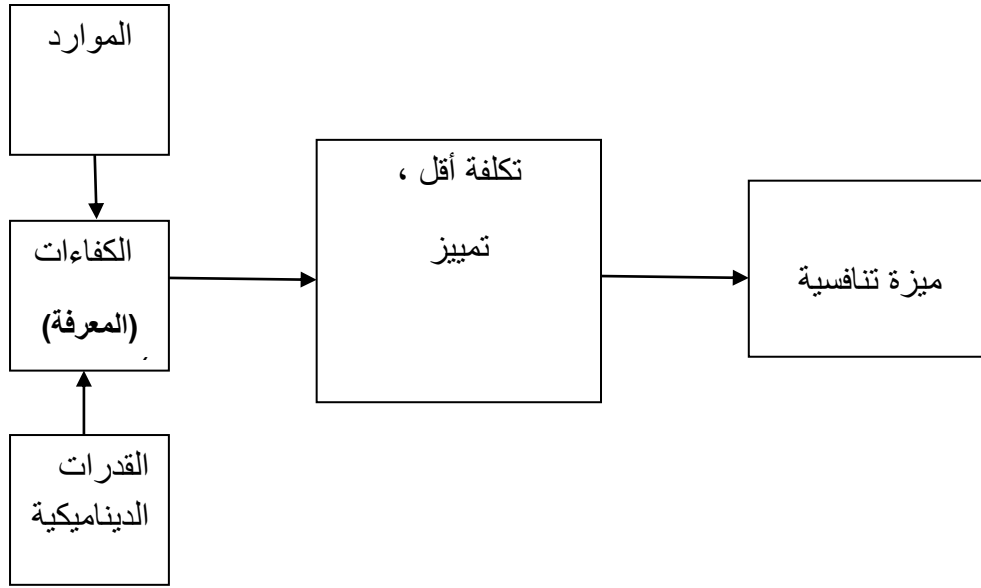 الموارد
الكفاءات
(المعرفة)
القدرات
الديناميكية
تكلفة أقل ،
تمييز
ميزة تنافسية